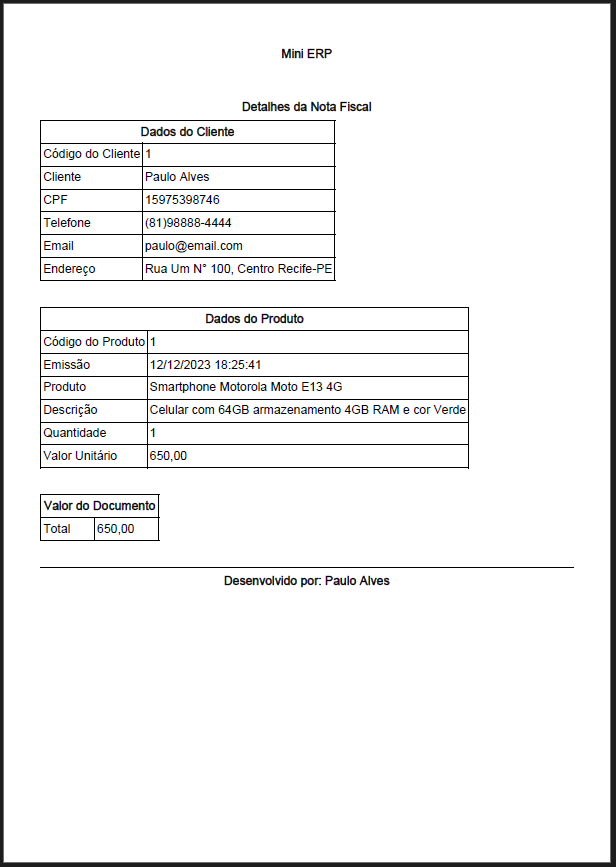 Mini ERP
Detalhes da Nota Fiscal
Dados do Cliente
Código do Cliente 1
Cliente Paulo Alves
CPF 15975398746
Telefone (81)98888-4444
Email paulo@email.com
Endereço Rua Um N° 100, Centro Recife-PE
Dados do Produto
Código do Produto 1
Emissão 12/12/2023 18:25:41
Produto Smartphone Motorola Moto E13 4G
Descrição Celular com 64GB armazenamento 4GB RAM e cor Verde
Quantidade 1
Valor Unitário 650,00
Valor do Documento
Total 650,00
Desenvolvido por: Paulo Alves